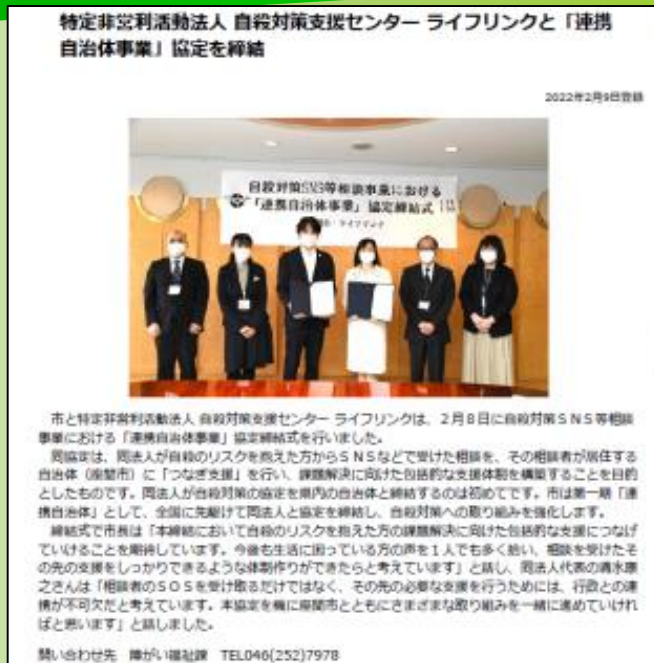 特定非営利活動法人 自殺対策支援センター ライフリンクと「連携
自治体事業」協定を締結
2022年2月9日登録
自殺対策SNS等相談事業における
「連携自治体事業」協定締結式
ライフリンク
市と特定非営利活動法人 自殺対策支援センター ライフリンクは、2月8日に自殺対策SNS等相談
事業における「連携自治体事業」協定締結式を行いました。
同協定は、同法人が自殺のリスクを抱えた方からSNSなどで受けた相談を、その相談者が居住する
自治体（座間市）に「つなぎ支援」を行い、課題解決に向けた包括的な支援体制を構築することを目的
としたものです。同法人が自殺対策の協定を県内の自治体と締結するのは初めてです。市は第一期「連
携自治体」として、全国に先駆けて同法人と協定を締結し、自殺対策への取り組みを強化します。
締結式で市長は「本締結において自殺のリスクを抱えた方の課題解決に向けた包括的な支援につなげ
ていけることを期待しています。今後も生活に困っている方の声を1人でも多く拾い、相談を受けたそ
の先の支援をしっかりできるような体制作りができたらと考えています」と話し、同法人代表の清水康
之さんは「相談者のSOSを受け取るだけではなく、その先の必要な支援を行うためには、行政との連
携が不可欠だと考えています。本協定を機に座間市とともにさまざまな取り組みを一緒に進めていけれ
ばと思います」と話しました。
問い合わせ先 障がい福祉課 TEL046(252)7978